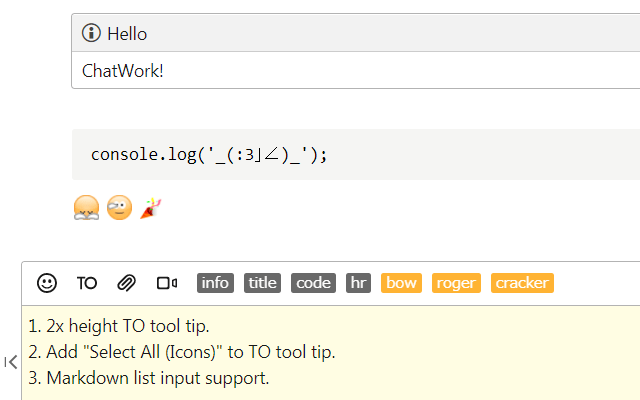 Hello
ChatWork!
console.log('_(:3｣∠)_');
TO info title code hr bow roger cracker
1. 2x height TO tool tip.
2. Add "Select All (Icons)" to TO tool tip.
3. Markdown list input support.